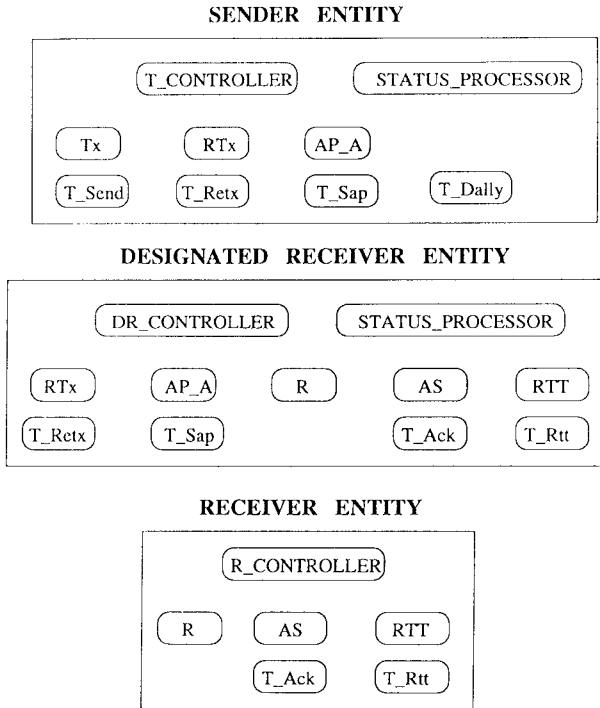 SENDER ENTITY
T_CONTROLLER STATUS_PROCESSOR
Tx RTx AP_A
T_Send T_Retx T_Sap T_Dally
DESIGNATED RECEIVER ENTITY
DR_CONTROLLER STATUS_PROCESSOR
RTx AP_A R AS RTT
T_Retx T_Sap T_Ack T_Rtt
RECEIVER ENTITY
R_CONTROLLER
R AS RTT
T_Ack T_Rtt